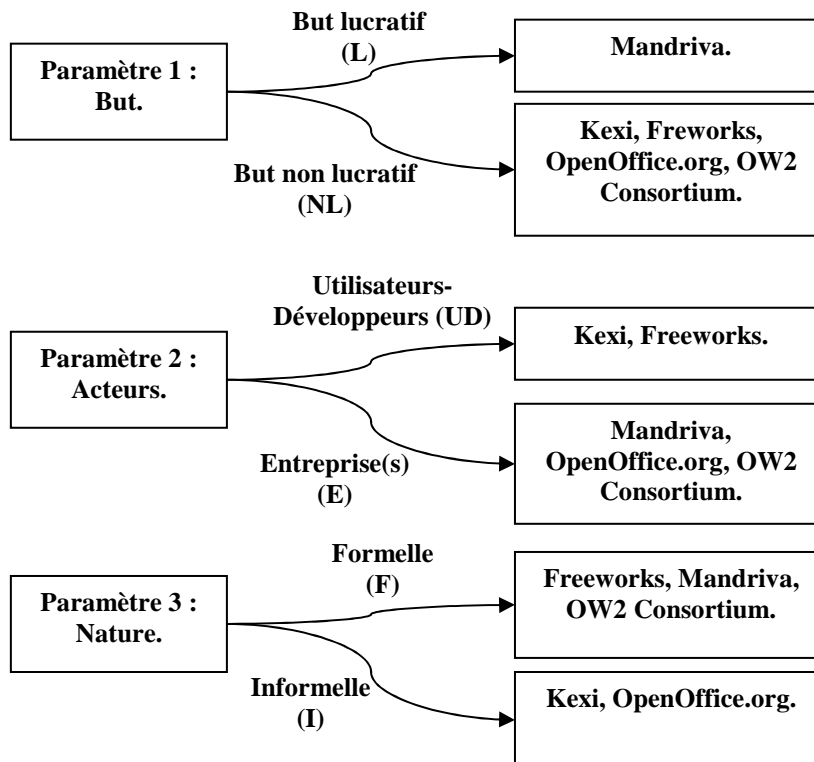 But lucratif
(L)
Paramètre 1 :
But.
Mandriva.
But non lucratif
(NL)
Kexi, Freworks,
OpenOffice.org, OW2
Consortium.
Utilisateurs-
Développeurs (UD)
Paramètre 2 :
Acteurs.
Kexi, Freeworks.
Entreprise(s)
(E)
Mandriva,
OpenOffice.org, OW2
Consortium.
Formelle
(F)
Paramètre 3 :
Nature.
Freeworks, Mandriva,
OW2 Consortium.
Informelle
(I)
Kexi, OpenOffice.org.